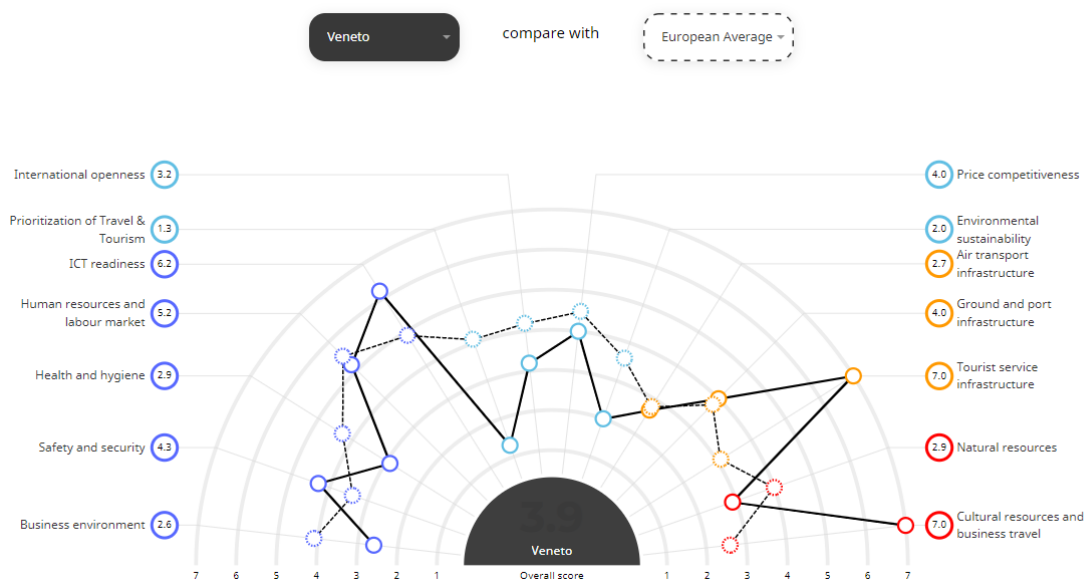 Veneto
compare with
European Average
International openness 3.2
4.0 Price competitiveness
Prioritization of Travel &
Tourism
1.3
2.0
Environmental
sustainability
ICT readiness 6.2
2.7
Air transport
infrastructure
Human resources and
labour market
5.2
4.0
Ground and port
infrastructure
Health and hygiene 2.9
7.0
Tourist service
infrastructure
Safety and security 4.3
2.9 Natural resources
Business environment 2.6
7.0
Cultural resources and
business travel
3.9
Veneto
7 6 5 4 3 2 1 Overall score 1 2 3 4 5 6 7